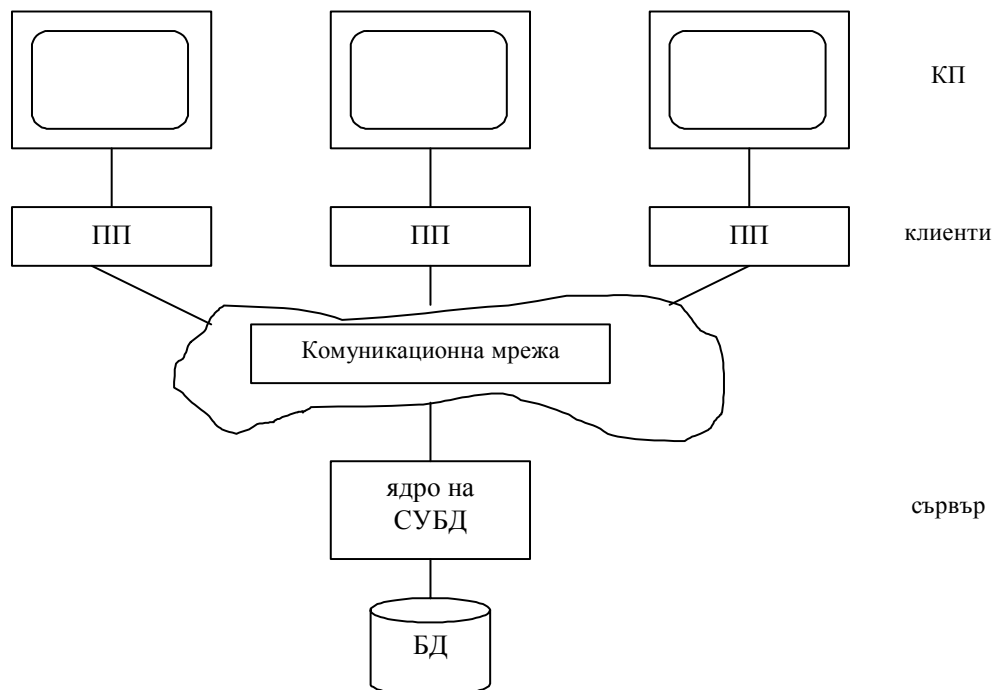 КП
ПП
ПП
ПП
клиенти
Комуникационна мрежа
ядро на
СУБД
сървър
БД